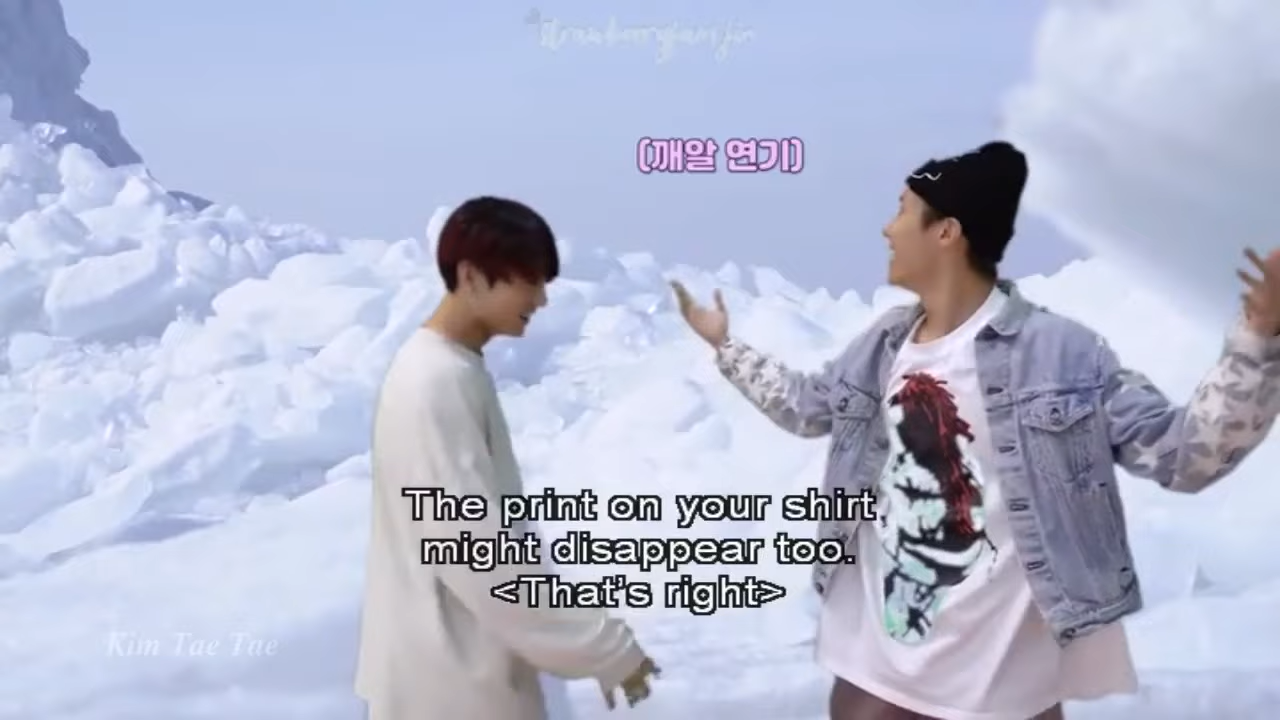 (깨알 연기)
The print on your shirt
might disappear too.
<That's right>
Kim Tae Tae